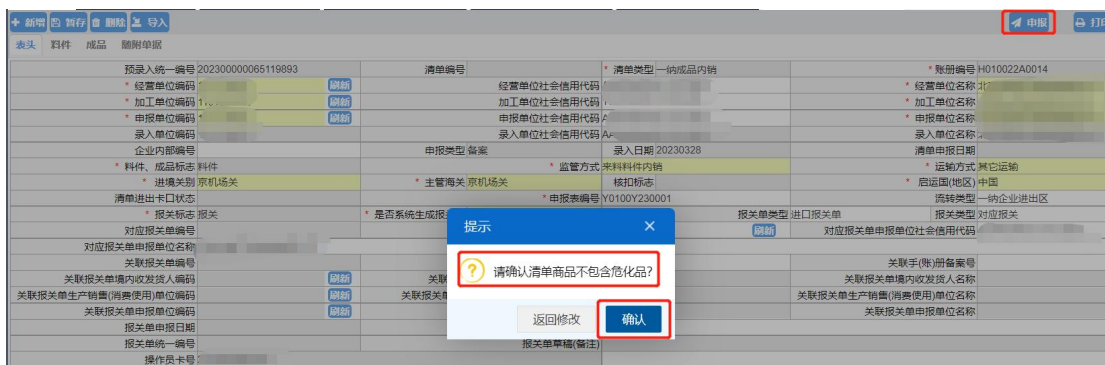 新增 暂存 删除 导入 申报 打印
表头 料件 成品 随附单据
预录入统一编号 202300000065119893 清单编号 * 清单类型 一纳成品内销 * 账册编号 H010022A0014
* 经营单位编码 刷新 经营单位社会信用代码 * 经营单位名称
* 加工单位编码 刷新 加工单位社会信用代码 * 加工单位名称
* 申报单位编码 刷新 申报单位社会信用代码 * 申报单位名称
录入单位编码 录入单位社会信用代码 录入单位名称
企业内部编号 申报类型 备案 录入日期 20230328 清单申报日期
* 料件、成品标志 料件 * 监管方式 来料料件内销 * 运输方式 其它运输
* 进境关别 京机场关 * 主管海关 京机场关 核扣标志 * 启运国(地区) 中国
清单进出卡口状态 * 申报表编号 Y0100Y230001 流转类型 一纳企业进出区
* 报关标志 报关 * 是否系统生成报 报关单类型 进口报关单 报关类型 对应报关
对应报关单编号 刷新 对应报关单申报单位社会信用代码
对应报关单申报单位名称
关联报关单编号 关联手(账)册备案号
关联报关单境内收发货人编码 刷新 关联 关联报关单境内收发货人名称
关联报关单生产销售(消费使用)单位编码 刷新 关联报关单 关联报关单生产销售(消费使用)单位名称
关联报关单申报单位编码 刷新 关联报关单申报单位名称
报关单申报日期
报关单统一编号 报关单草稿(备注)
操作员卡号
提示 ×
? 请确认清单商品不包含危化品?
返回修改 确认